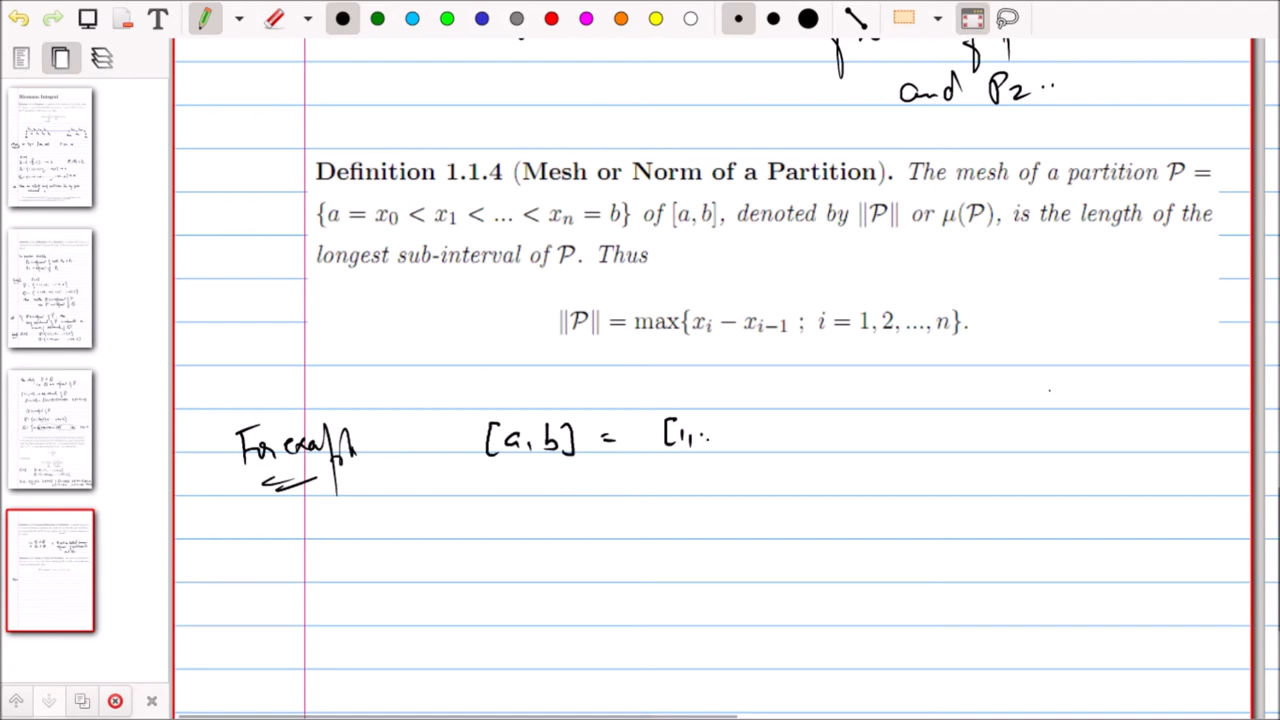 and P2 ..
Definition 1.1.4 (Mesh or Norm of a Partition). The mesh of a partition P =
{a = x₀ < x₁ < ... < xₙ = b} of [a, b], denoted by ‖P‖ or μ(P), is the length of the
longest sub-interval of P. Thus
‖P‖ = max{xᵢ − xᵢ₋₁ ; i = 1, 2, ..., n}.
For example [a, b] = [1,